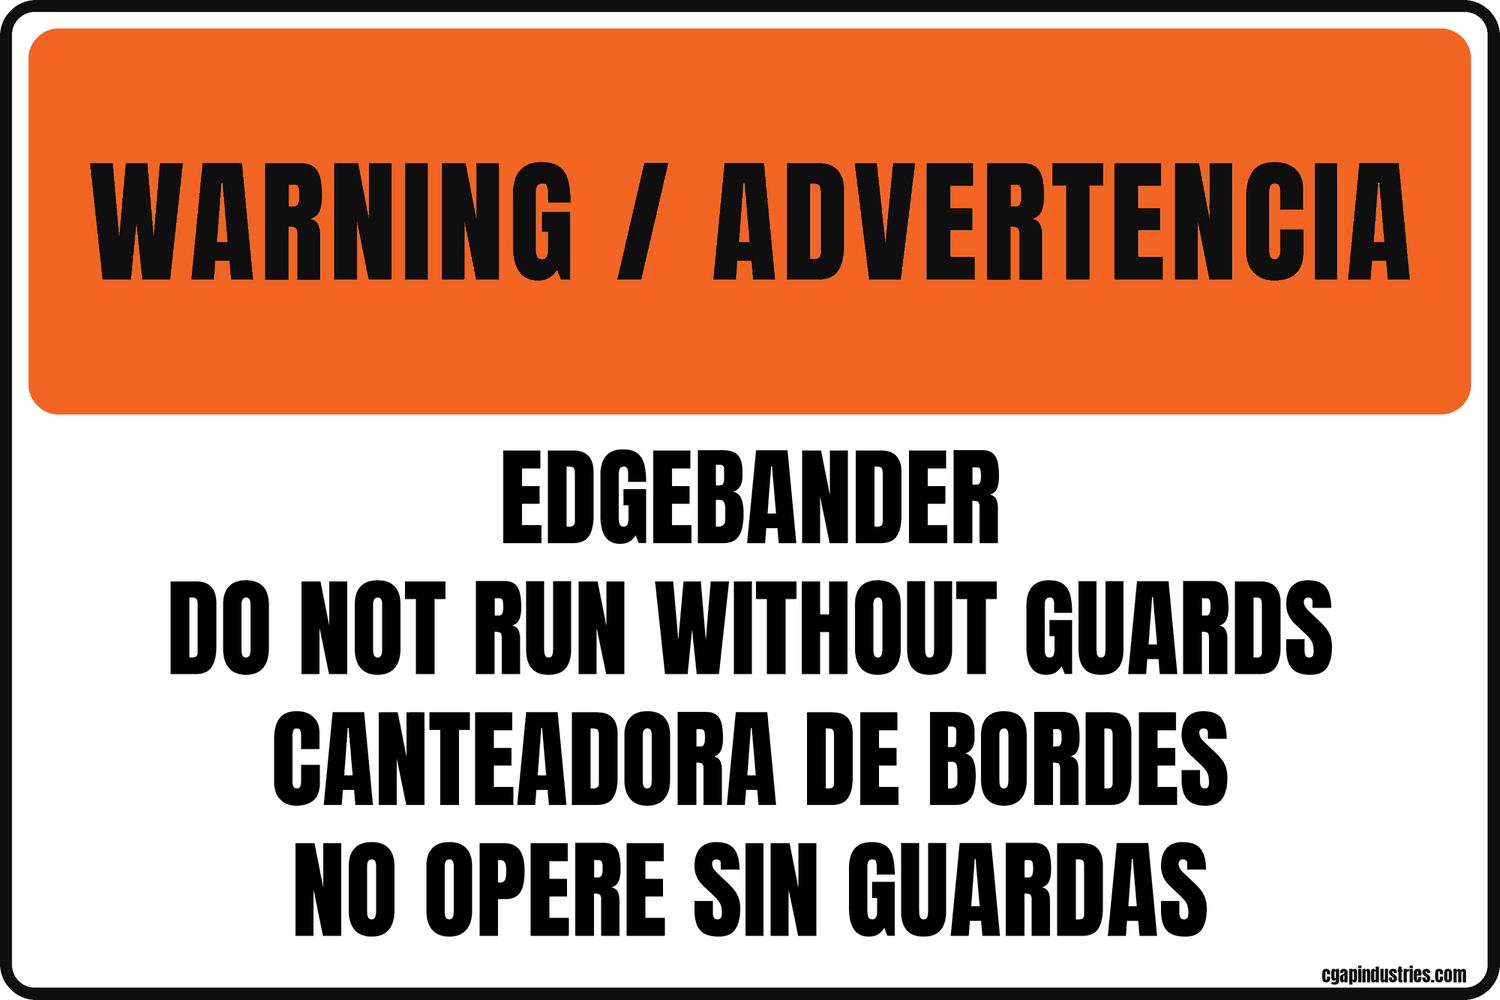 WARNING / ADVERTENCIA
EDGEBANDER
DO NOT RUN WITHOUT GUARDS
CANTEADORA DE BORDES
NO OPERE SIN GUARDAS
cgapindustries.com